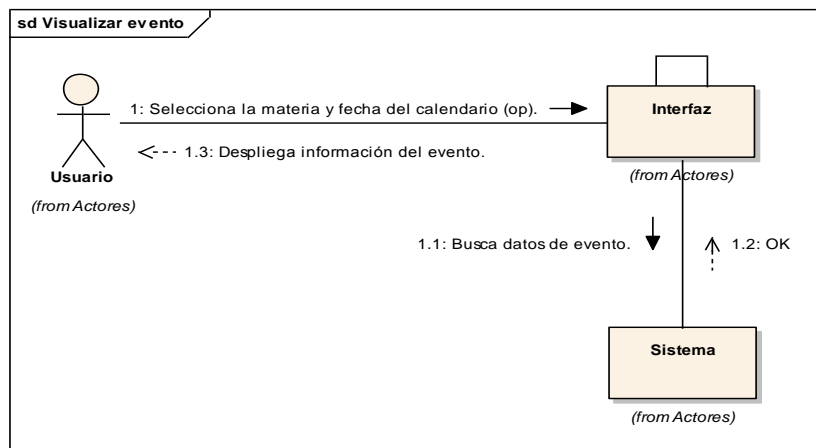 sd Visualizar evento
1: Selecciona la materia y fecha del calendario (op).
Interfaz
1.3: Despliega información del evento.
Usuario
(from Actores)
(from Actores)
1.1: Busca datos de evento.
1.2: OK
Sistema
(from Actores)